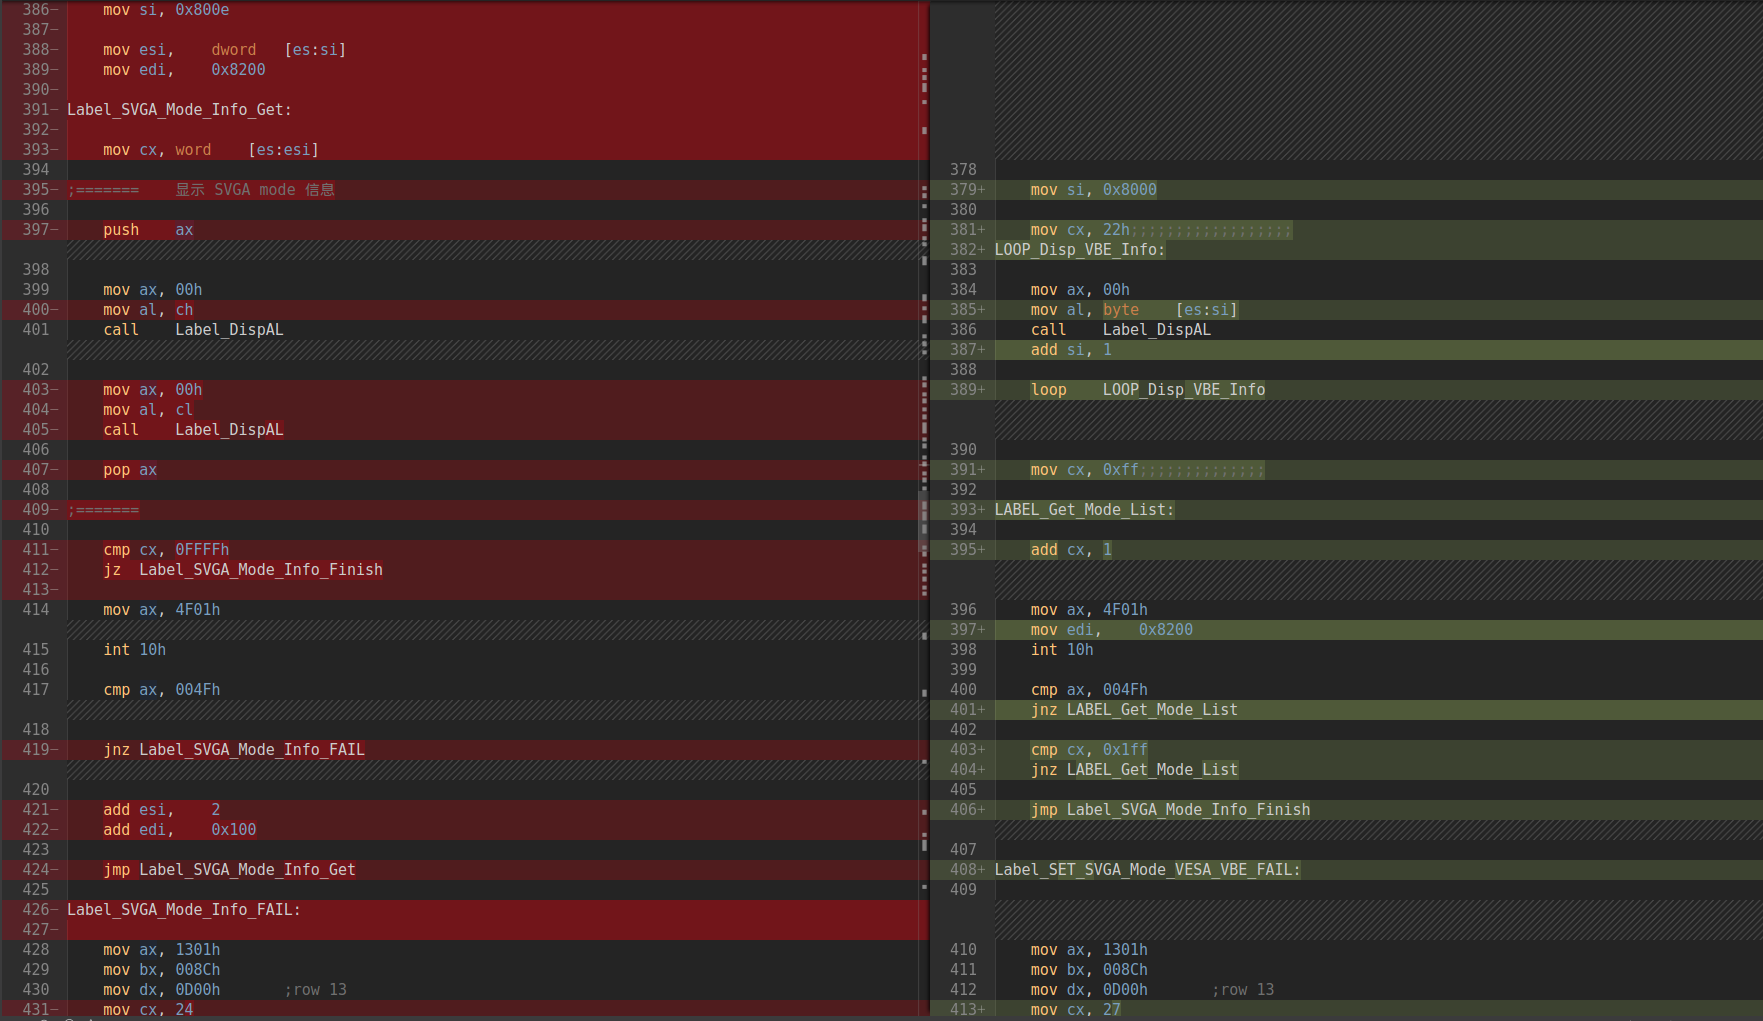 386- mov si, 0x800e
387-
388- mov esi, dword [es:si]
389- mov edi, 0x8200
390-
391- Label_SVGA_Mode_Info_Get:
392-
393- mov cx, word [es:esi]
394
395- ;======= 显示 SVGA mode 信息
396
397- push ax
398
399 mov ax, 00h
400- mov al, ch
401 call Label_DispAL
402
403- mov ax, 00h
404- mov al, cl
405- call Label_DispAL
406
407- pop ax
408
409- ;=======
410
411- cmp cx, 0FFFFh
412- jz Label_SVGA_Mode_Info_Finish
413-
414 mov ax, 4F01h
415 int 10h
416
417 cmp ax, 004Fh
418
419- jnz Label_SVGA_Mode_Info_FAIL
420
421- add esi, 2
422- add edi, 0x100
423
424- jmp Label_SVGA_Mode_Info_Get
425
426- Label_SVGA_Mode_Info_FAIL:
427-
428 mov ax, 1301h
429 mov bx, 008Ch
430 mov dx, 0D00h ;row 13
431- mov cx, 24
378
379+ mov si, 0x8000
380
381+ mov cx, 22h;;;;;;;;;;;;;;;;;;
382+ LOOP_Disp_VBE_Info:
383
384 mov ax, 00h
385+ mov al, byte [es:si]
386 call Label_DispAL
387+ add si, 1
388
389+ loop LOOP_Disp_VBE_Info
390
391+ mov cx, 0xff;;;;;;;;;;;;;;
392
393+ LABEL_Get_Mode_List:
394
395+ add cx, 1
396 mov ax, 4F01h
397+ mov edi, 0x8200
398 int 10h
399
400 cmp ax, 004Fh
401+ jnz LABEL_Get_Mode_List
402
403+ cmp cx, 0x1ff
404+ jnz LABEL_Get_Mode_List
405
406+ jmp Label_SVGA_Mode_Info_Finish
407
408+ Label_SET_SVGA_Mode_VESA_VBE_FAIL:
409
410 mov ax, 1301h
411 mov bx, 008Ch
412 mov dx, 0D00h ;row 13
413+ mov cx, 27